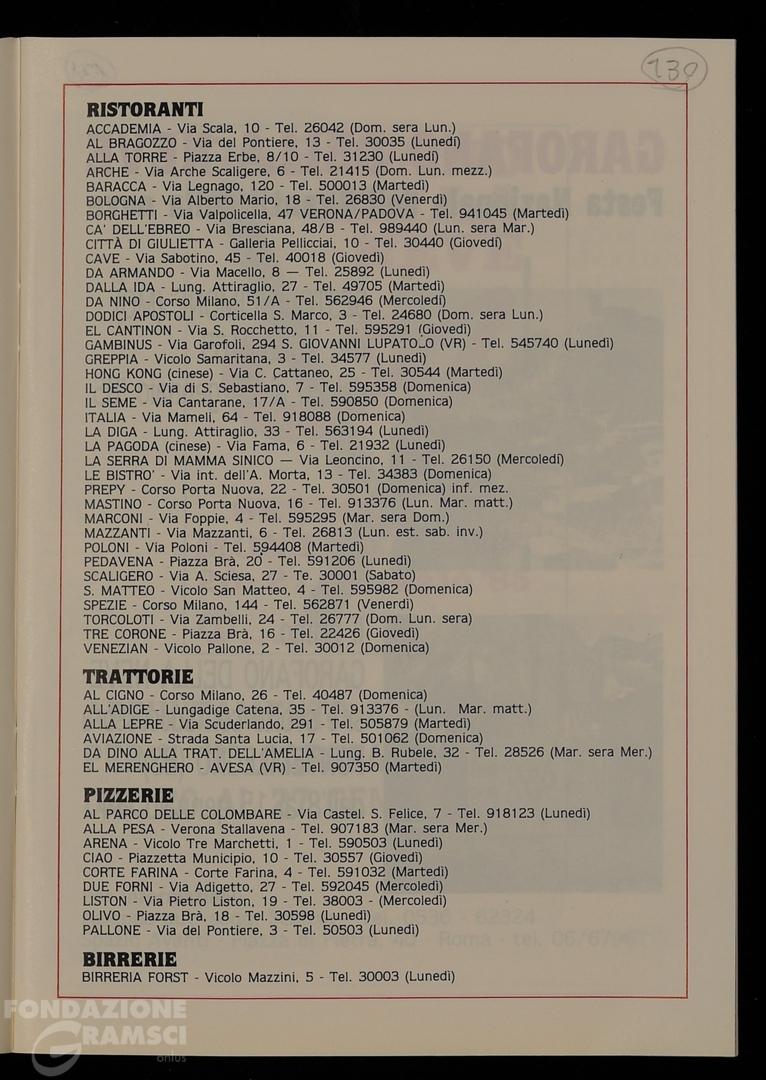 130
RISTORANTI
ACCADEMIA - Via Scala, 10 - Tel. 26042 (Dom. sera Lun.)
AL BRAGOZZO - Via del Pontiere, 13 - Tel. 30035 (Lunedí)
ALLA TORRE - Piazza Erbe, 8/10 - Tel. 31230 (Lunedí)
ARCHE - Via Arche Scaligere, 6 - Tel. 21415 (Dom. Lun. mezz.)
BARACCA - Via Legnago, 120 - Tel. 500013 (Martedì)
BOLOGNA - Via Alberto Mario, 18 - Tel. 26830 (Venerdì)
BORGHETTI - Via Valpolicella, 47 VERONA/PADOVA - Tel. 941045 (Martedì)
CA' DELL'EBREO - Via Bresciana, 48/B - Tel. 989440 (Lun. sera Mar.)
CITTÀ DI GIULIETTA - Galleria Pellicciai, 10 - Tel. 30440 (Giovedí)
CAVE - Via Sabotino, 45 - Tel. 40018 (Giovedì)
DA ARMANDO - Via Macello, 8 — Tel. 25892 (Lunedì)
DALLA IDA - Lung. Attiraglio, 27 - Tel. 49705 (Martedì)
DA NINO - Corso Milano, 51/A - Tel. 562946 (Mercoledí)
DODICI APOSTOLI - Corticella S. Marco, 3 - Tel. 24680 (Dom. sera Lun.)
EL CANTINON - Via S. Rocchetto, 11 - Tel. 595291 (Giovedì)
GAMBINUS - Via Garofoli, 294 S. GIOVANNI LUPATOLO (VR) - Tel. 545740 (Lunedì)
GREPPIA - Vicolo Samaritana, 3 - Tel. 34577 (Lunedì)
HONG KONG (cinese) - Via C. Cattaneo, 25 - Tel. 30544 (Martedì)
IL DESCO - Via di S. Sebastiano, 7 - Tel. 595358 (Domenica)
IL SEME - Via Cantarane, 17/A - Tel. 590850 (Domenica)
ITALIA - Via Mameli, 64 - Tel. 918088 (Domenica)
LA DIGA - Lung. Attiraglio, 33 - Tel. 563194 (Lunedì)
LA PAGODA (cinese) - Via Fama, 6 - Tel. 21932 (Lunedì)
LA SERRA DI MAMMA SINICO — Via Leoncino, 11 - Tel. 26150 (Mercoledí)
LE BISTRO' - Via int. dell'A. Morta, 13 - Tel. 34383 (Domenica)
PREPY - Corso Porta Nuova, 22 - Tel. 30501 (Domenica) inf. mez.
MASTINO - Corso Porta Nuova, 16 - Tel. 913376 (Lun. Mar. matt.)
MARCONI - Via Foppie, 4 - Tel. 595295 (Mar. sera Dom.)
MAZZANTI - Via Mazzanti, 6 - Tel. 26813 (Lun. est. sab. inv.)
POLONI - Via Poloni - Tel. 594408 (Martedì)
PEDAVENA - Piazza Brà, 20 - Tel. 591206 (Lunedì)
SCALIGERO - Via A. Sciesa, 27 - Te. 30001 (Sabato)
S. MATTEO - Vicolo San Matteo, 4 - Tel. 595982 (Domenica)
SPEZIE - Corso Milano, 144 - Tel. 562871 (Venerdì)
TORCOLOTI - Via Zambelli, 24 - Tel. 26777 (Dom. Lun. sera)
TRE CORONE - Piazza Brà, 16 - Tel. 22426 (Giovedì)
VENEZIAN - Vicolo Pallone, 2 - Tel. 30012 (Domenica)
TRATTORIE
AL CIGNO - Corso Milano, 26 - Tel. 40487 (Domenica)
ALL'ADIGE - Lungadige Catena, 35 - Tel. 913376 - (Lun. Mar. matt.)
ALLA LEPRE - Via Scuderlando, 291 - Tel. 505879 (Martedì)
AVIAZIONE - Strada Santa Lucia, 17 - Tel. 501062 (Domenica)
DA DINO ALLA TRAT. DELL'AMELIA - Lung. B. Rubele, 32 - Tel. 28526 (Mar. sera Mer.)
EL MERENGHERO - AVESA (VR) - Tel. 907350 (Martedì)
PIZZERIE
AL PARCO DELLE COLOMBARE - Via Castel. S. Felice, 7 - Tel. 918123 (Lunedì)
ALLA PESA - Verona Stallavena - Tel. 907183 (Mar. sera Mer.)
ARENA - Vicolo Tre Marchetti, 1 - Tel. 590503 (Lunedì)
CIAO - Piazzetta Municipio, 10 - Tel. 30557 (Giovedì)
CORTE FARINA - Corte Farina, 4 - Tel. 591032 (Martedì)
DUE FORNI - Via Adigetto, 27 - Tel. 592045 (Mercoledì)
LISTON - Via Pietro Liston, 19 - Tel. 38003 - (Mercoledì)
OLIVO - Piazza Brà, 18 - Tel. 30598 (Lunedì)
PALLONE - Via del Pontiere, 3 - Tel. 50503 (Lunedì)
BIRRERIE
BIRRERIA FORST - Vicolo Mazzini, 5 - Tel. 30003 (Lunedì)
FONDAZIONE
GRAMSCI
onlus